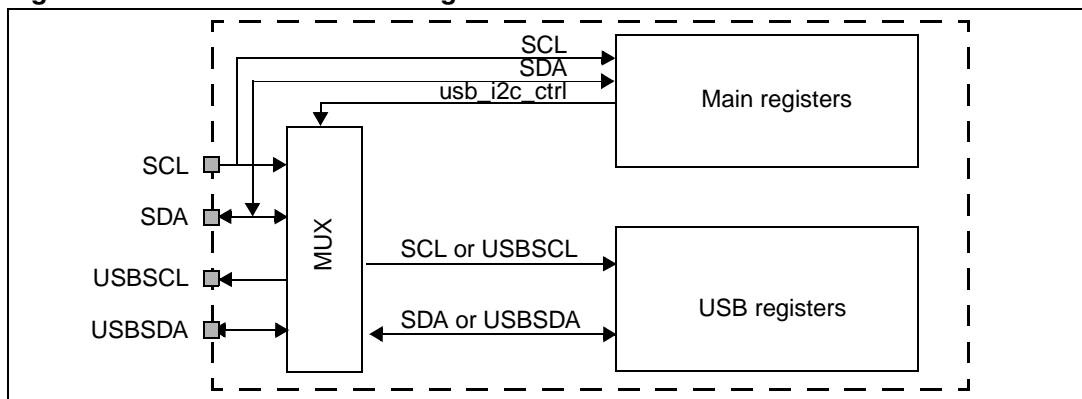 SCL
SDA
usb_i2c_ctrl
Main registers
SCL
SDA
MUX
SCL or USBSCL
USBSCL
USB registers
SDA or USBSDA
USBSDA